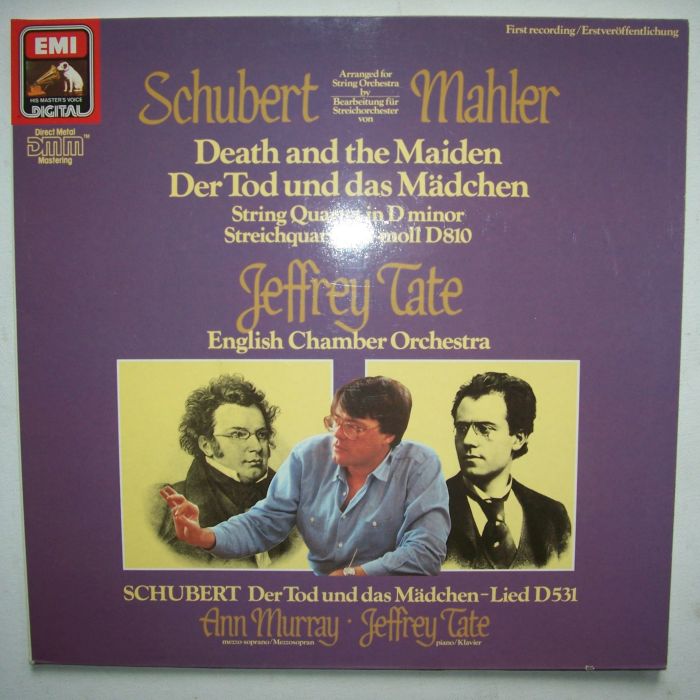 First recording/Erstveröffentlichung
EMI
HIS MASTER'S VOICE
DIGITAL
Direct Metal
DMM™
Mastering
Schubert
Arranged for
String Orchestra
by
Bearbeitung für
Streichorchester
von
Mahler
Death and the Maiden
Der Tod und das Mädchen
String in D minor
moll D810
Jeffrey Tate
English Chamber Orchestra
SCHUBERT Der Tod und das Mädchen-Lied D531
Ann Murray · Jeffrey Tate
mezzo-soprano/Mezzosopran piano/Klavier